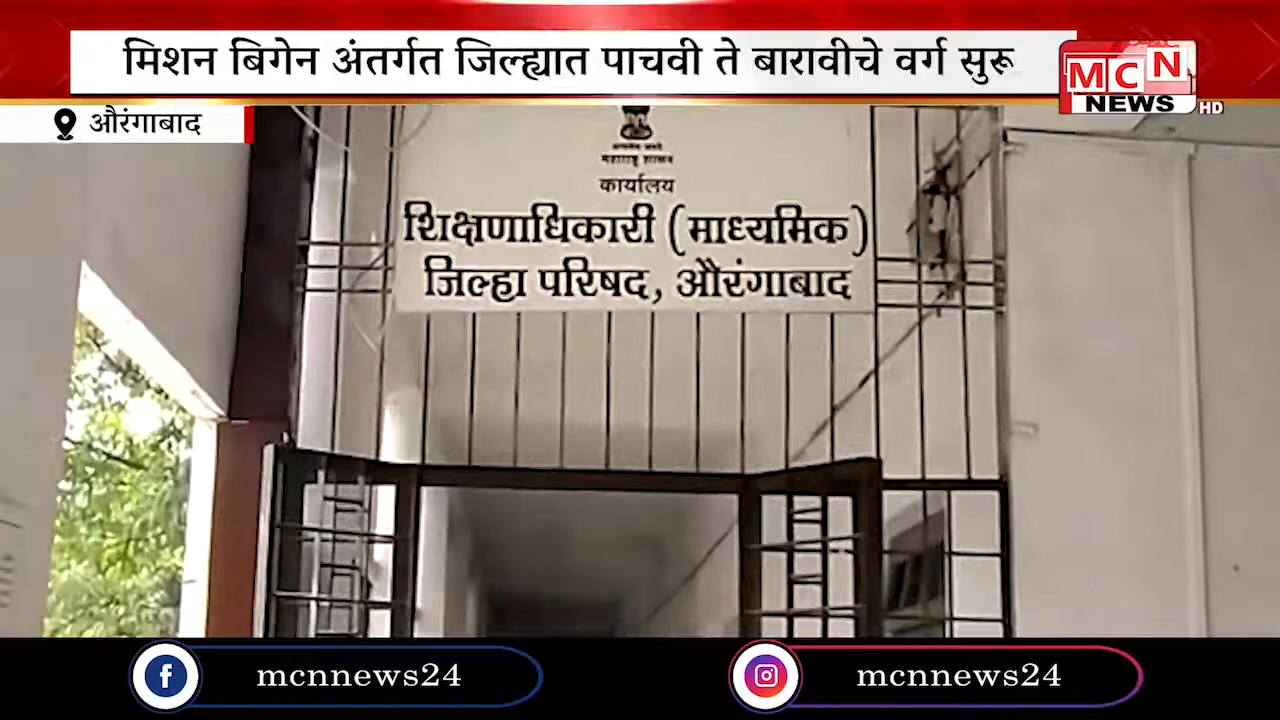 मिशन बिगेन अंतर्गत जिल्ह्यात पाचवी ते बारावीचे वर्ग सुरू
MCN
NEWS HD
औरंगाबाद
महाराष्ट्र शासन
कार्यालय
शिक्षणाधिकारी (माध्यमिक)
जिल्हा परिषद, औरंगाबाद
mcnnews24
mcnnews24